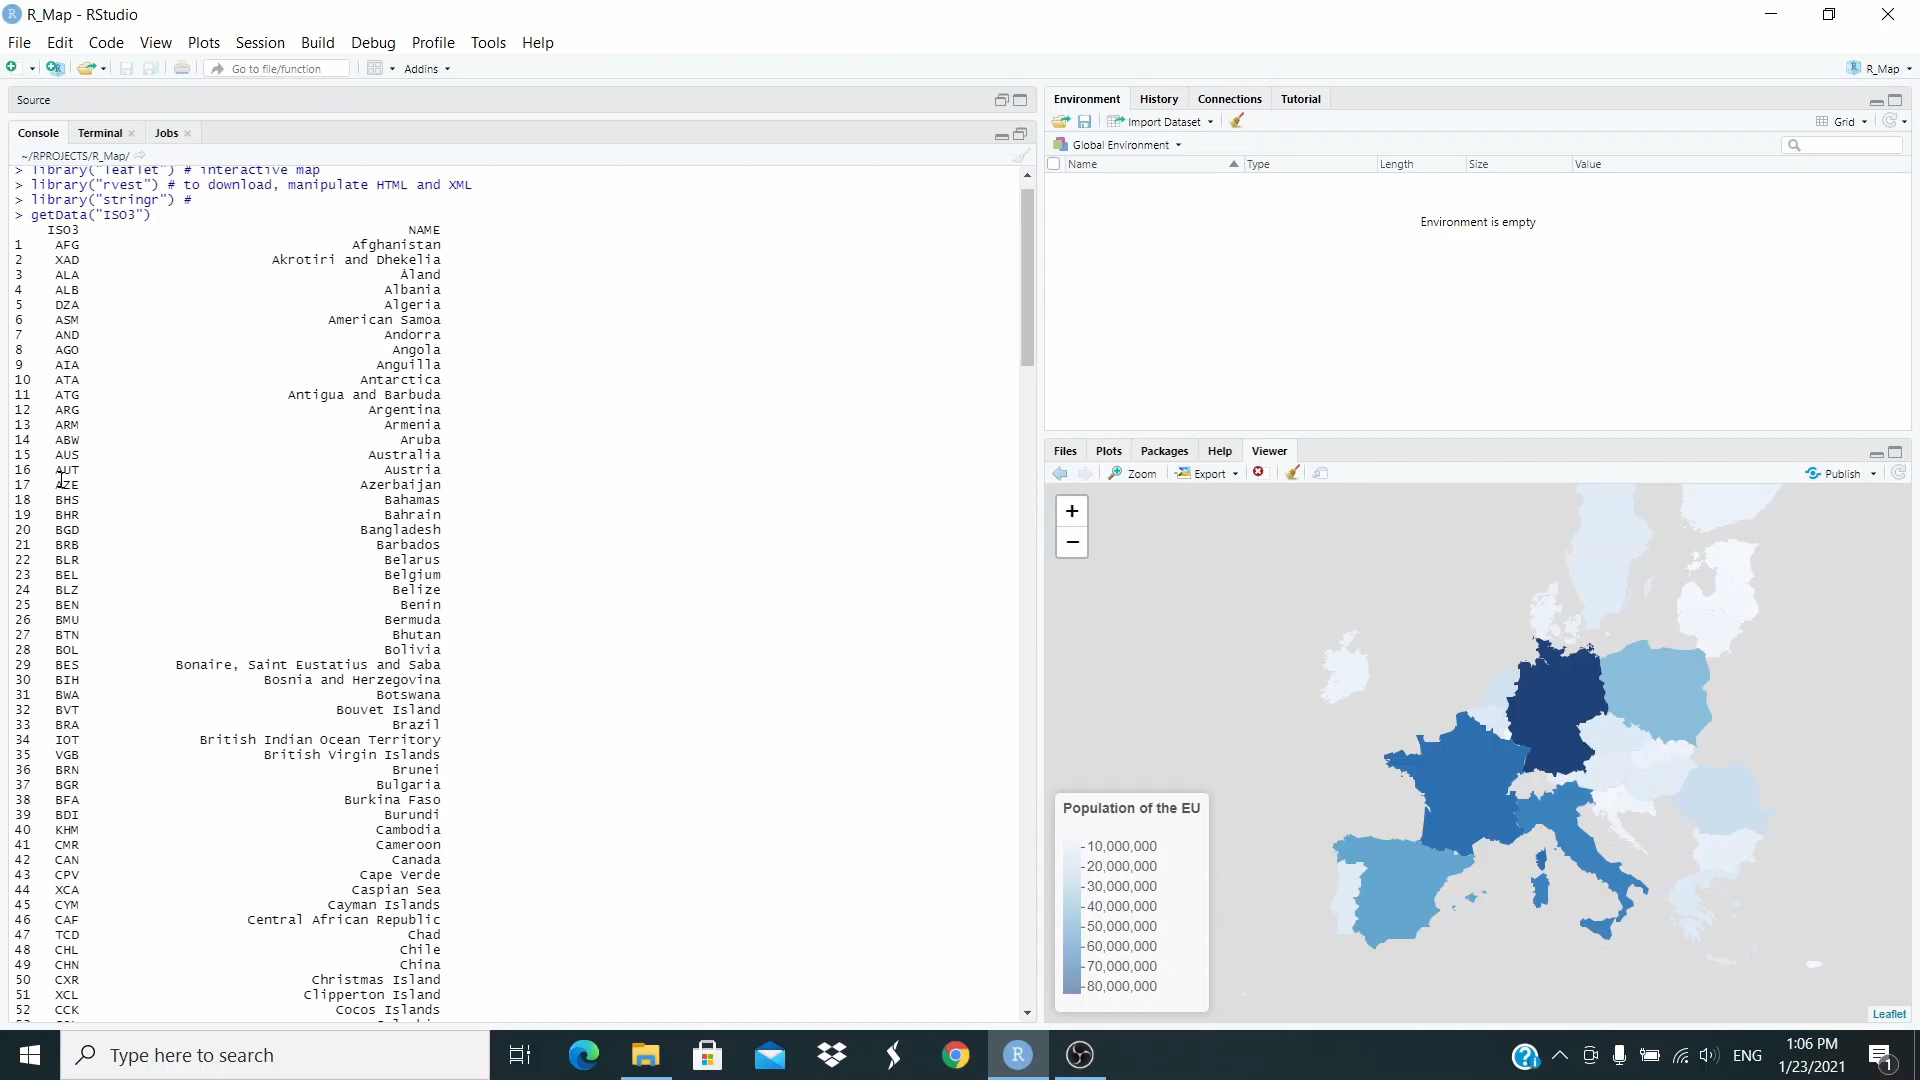 R_Map - RStudio
File Edit Code View Plots Session Build Debug Profile Tools Help
Go to file/function
Addins
R_Map
Source
Console Terminal Jobs
~/RPROJECTS/R_Map/
> library("leaflet") # interactive map
> library("rvest") # to download, manipulate HTML and XML
> library("stringr") #
> getData("ISO3")
ISO3 NAME
1 AFG Afghanistan
2 XAD Akrotiri and Dhekelia
3 ALA Åland
4 ALB Albania
5 DZA Algeria
6 ASM American Samoa
7 AND Andorra
8 AGO Angola
9 AIA Anguilla
10 ATA Antarctica
11 ATG Antigua and Barbuda
12 ARG Argentina
13 ARM Armenia
14 ABW Aruba
15 AUS Australia
16 AUT Austria
17 AZE Azerbaijan
18 BHS Bahamas
19 BHR Bahrain
20 BGD Bangladesh
21 BRB Barbados
22 BLR Belarus
23 BEL Belgium
24 BLZ Belize
25 BEN Benin
26 BMU Bermuda
27 BTN Bhutan
28 BOL Bolivia
29 BES Bonaire, Saint Eustatius and Saba
30 BIH Bosnia and Herzegovina
31 BWA Botswana
32 BVT Bouvet Island
33 BRA Brazil
34 IOT British Indian Ocean Territory
35 VGB British Virgin Islands
36 BRN Brunei
37 BGR Bulgaria
38 BFA Burkina Faso
39 BDI Burundi
40 KHM Cambodia
41 CMR Cameroon
42 CAN Canada
43 CPV Cape Verde
44 XCA Caspian Sea
45 CYM Cayman Islands
46 CAF Central African Republic
47 TCD Chad
48 CHL Chile
49 CHN China
50 CXR Christmas Island
51 XCL Clipperton Island
52 CCK Cocos Islands
Environment History Connections Tutorial
Import Dataset
Grid
Global Environment
Name Type Length Size Value
Environment is empty
Files Plots Packages Help Viewer
Zoom Export Publish
+
−
Population of the EU
10,000,000
20,000,000
30,000,000
40,000,000
50,000,000
60,000,000
70,000,000
80,000,000
Leaflet
Type here to search
ENG
1:06 PM
1/23/2021
1